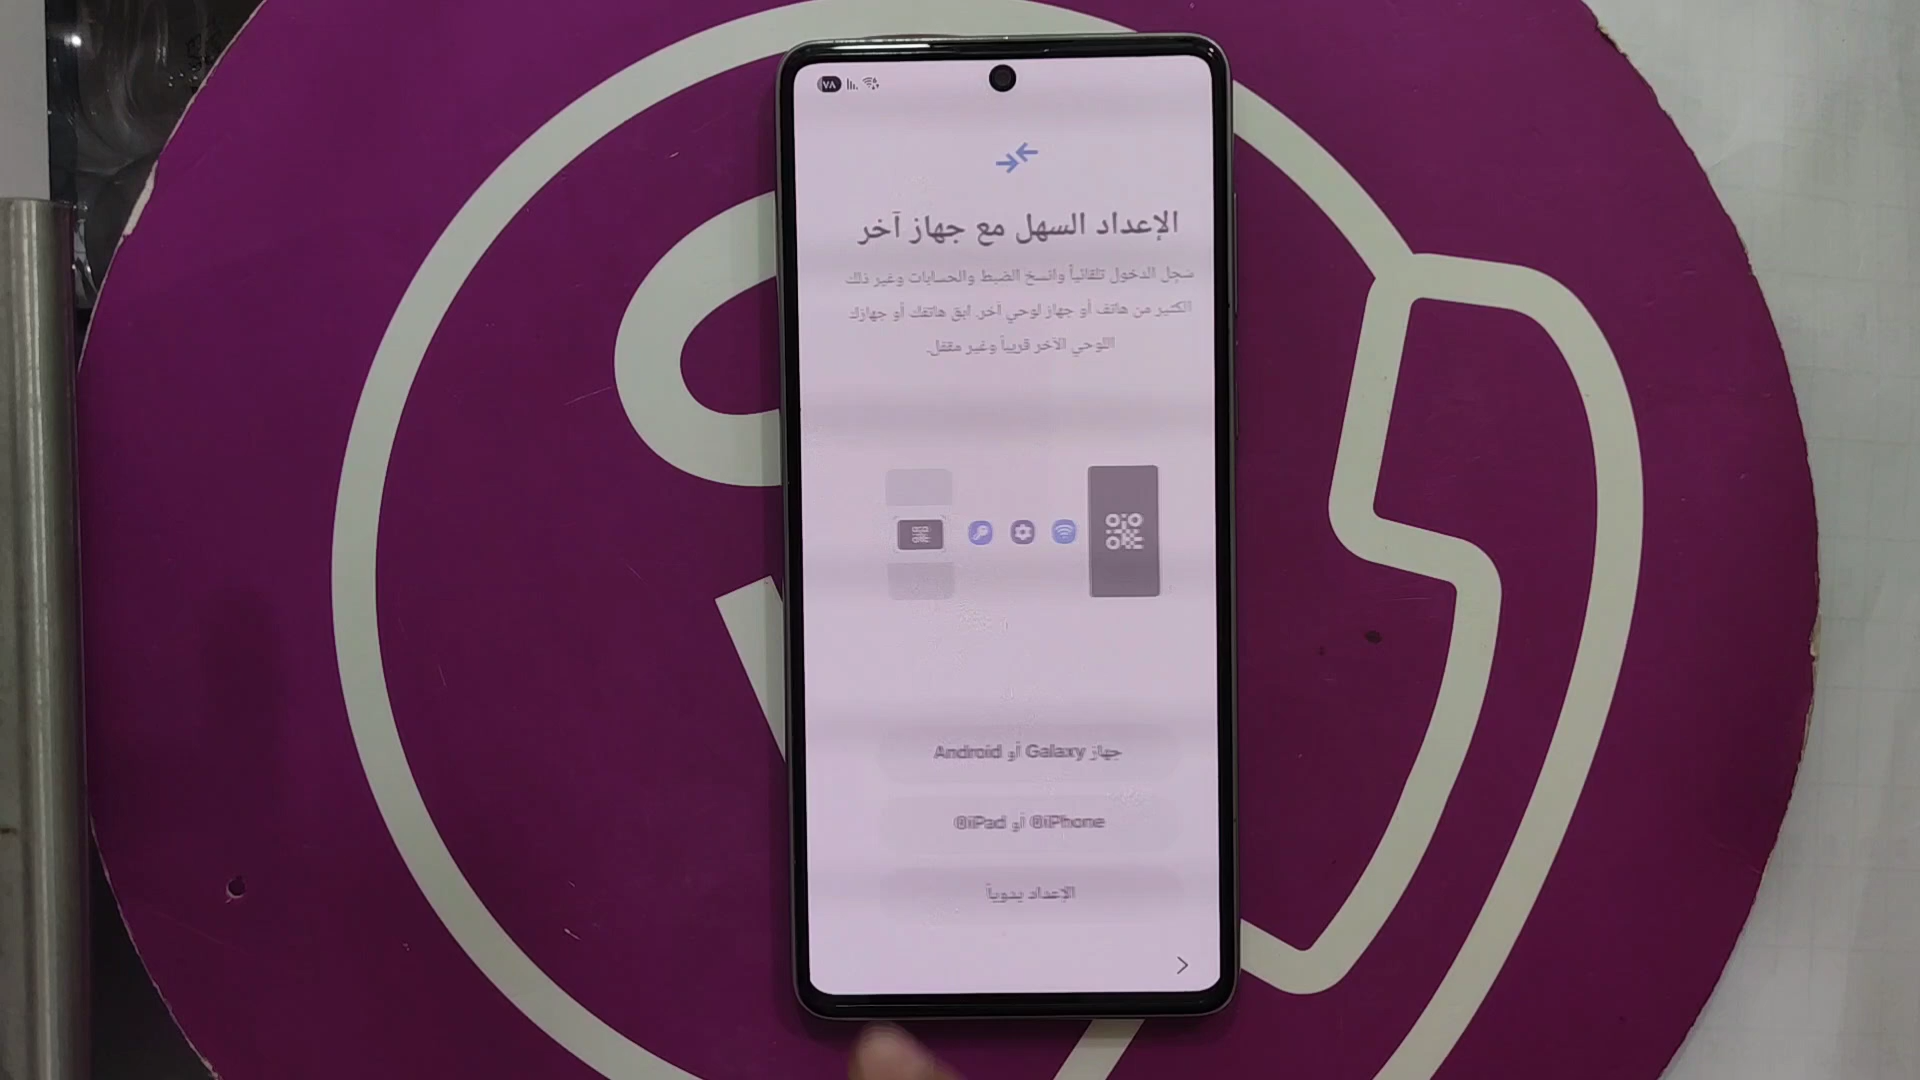 ٧٨
الإعداد السهل مع جهاز آخر
سَجِل الدخول تلقائياً وانسخ الضبط والحسابات وغير ذلك
الكثير من هاتف أو جهاز لوحي آخر. ابق هاتفك أو جهازك
اللوحي الآخر قريباً وغير مقفل.
جهاز Galaxy أو Android
iPhone® أو iPad®
الإعداد يدوياً